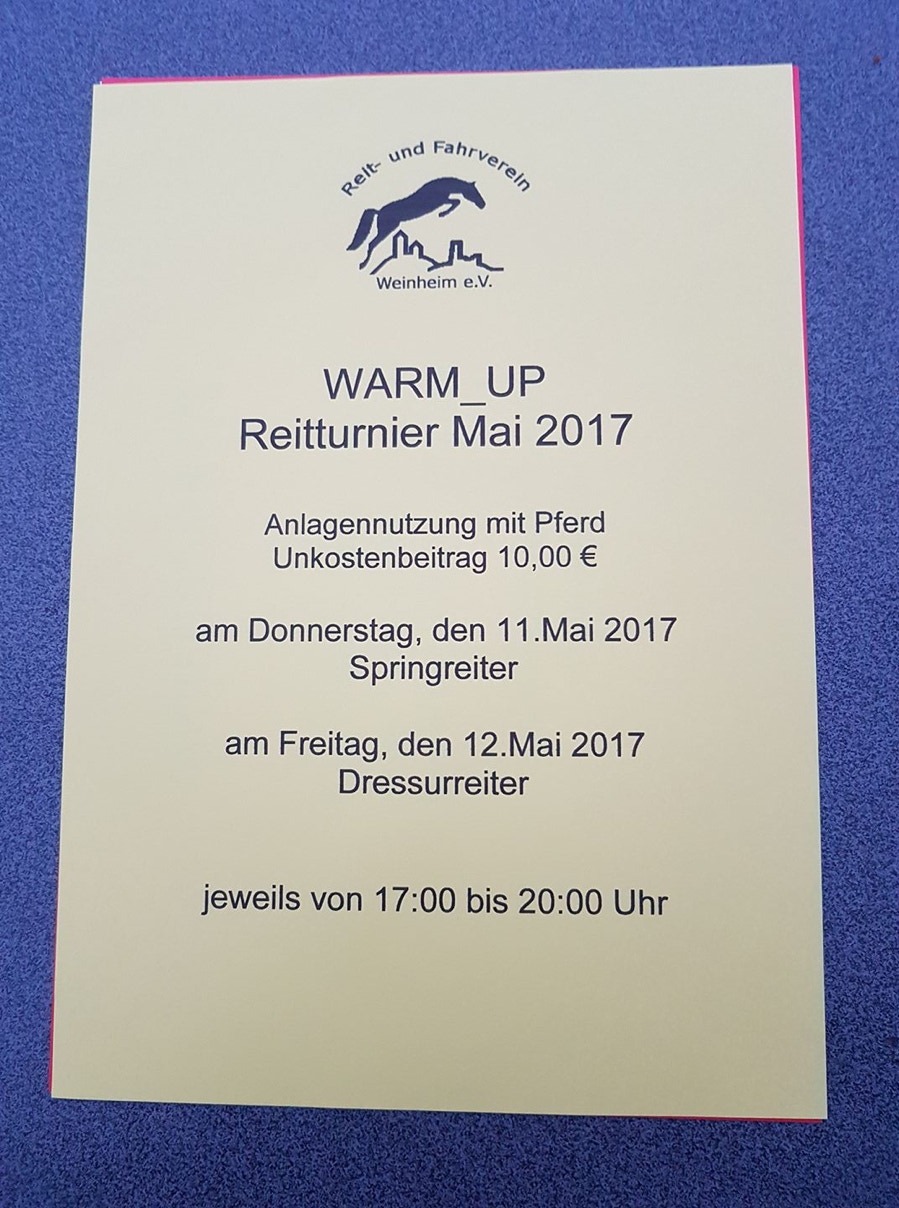 Reit- und Fahrverein
Weinheim e.V.
WARM_UP
Reitturnier Mai 2017
Anlagennutzung mit Pferd
Unkostenbeitrag 10,00 €
am Donnerstag, den 11.Mai 2017
Springreiter
am Freitag, den 12.Mai 2017
Dressurreiter
jeweils von 17:00 bis 20:00 Uhr